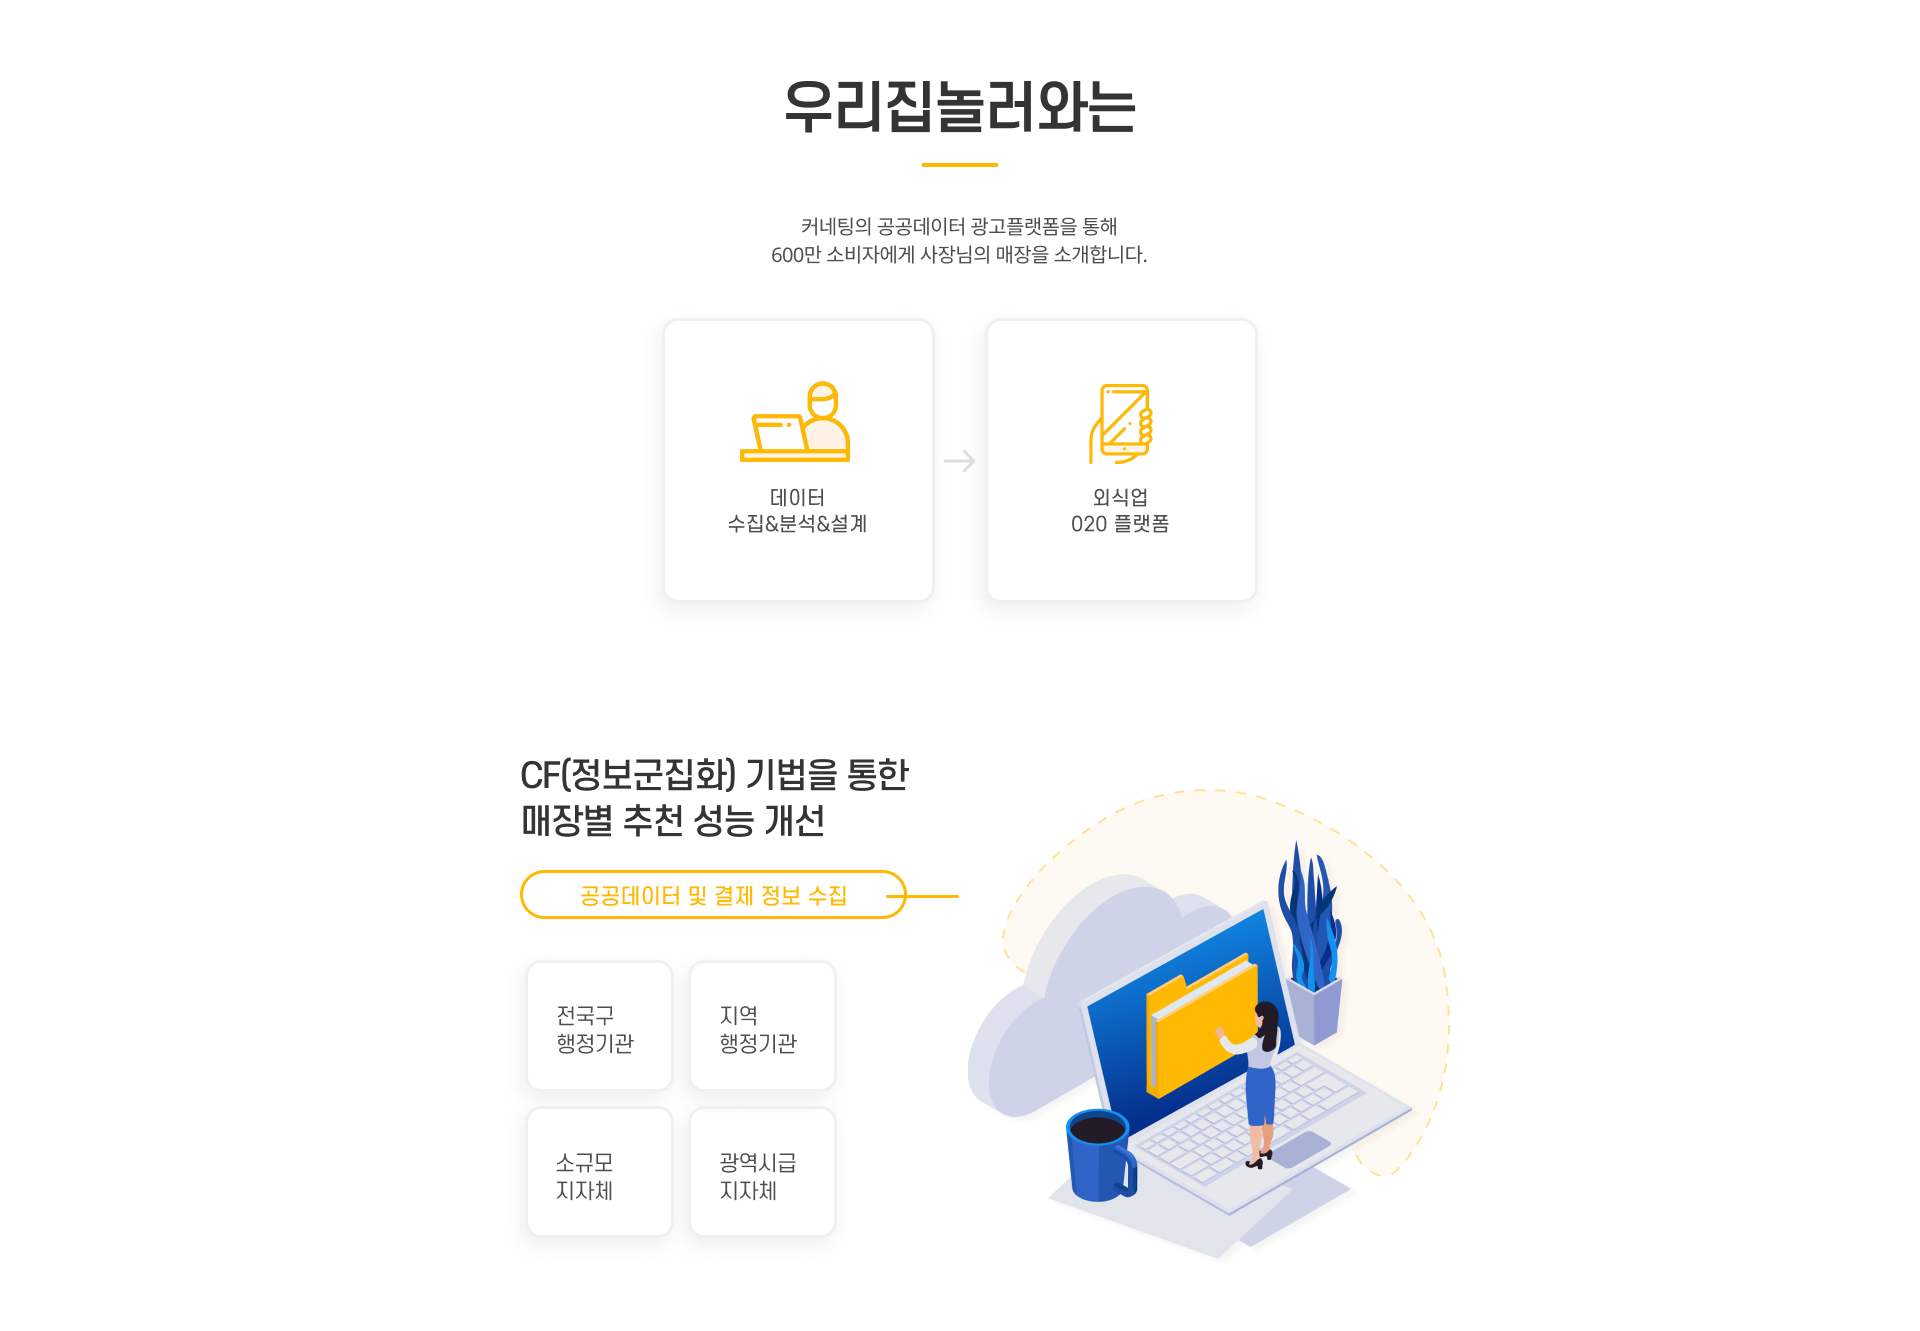 우리집놀러와는
커네팅의 공공데이터 광고플랫폼을 통해
600만 소비자에게 사장님의 매장을 소개합니다.
데이터
수집&분석&설계
외식업
O2O 플랫폼
CF(정보군집화) 기법을 통한
매장별 추천 성능 개선
공공데이터 및 결제 정보 수집
전국구
행정기관
지역
행정기관
소규모
지자체
광역시급
지자체